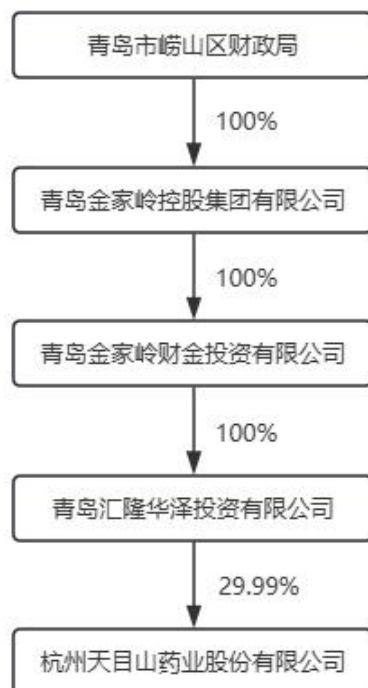 青岛市崂山区财政局
100%
青岛金家岭控股集团有限公司
100%
青岛金家岭财金投资有限公司
100%
青岛汇隆华泽投资有限公司
29.99%
杭州天目山药业股份有限公司